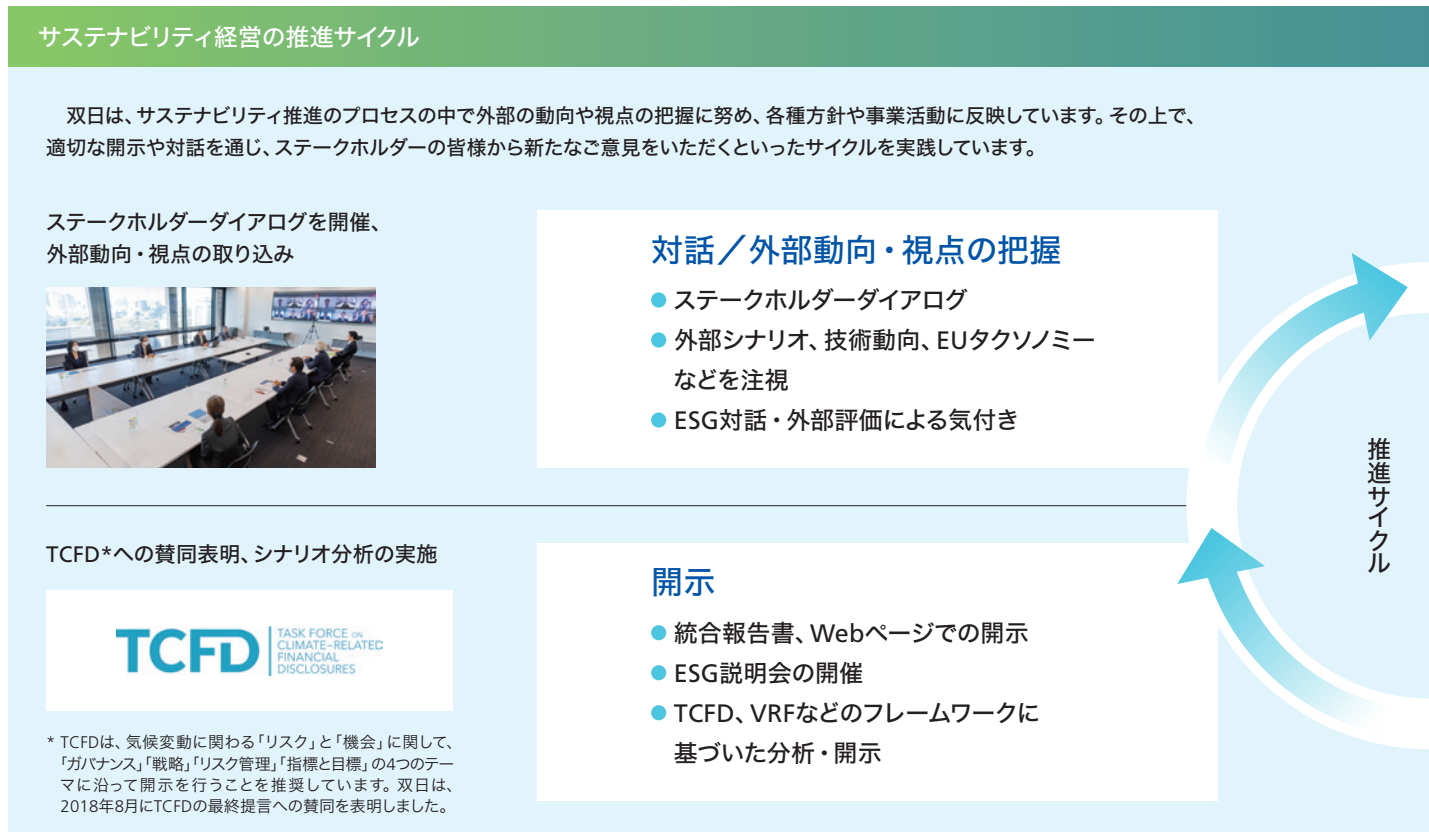 サステナビリティ経営の推進サイクル
双日は、サステナビリティ推進のプロセスの中で外部の動向や視点の把握に努め、各種方針や事業活動に反映しています。その上で、
適切な開示や対話を通じ、ステークホルダーの皆様から新たなご意見をいただくといったサイクルを実践しています。
ステークホルダーダイアログを開催、
外部動向・視点の取り込み
対話／外部動向・視点の把握
● ステークホルダーダイアログ
● 外部シナリオ、技術動向、EUタクソノミー
などを注視
● ESG対話・外部評価による気付き
推進サイクル
TCFD*への賛同表明、シナリオ分析の実施
TCFD
TASK FORCE ON
CLIMATE-RELATED
FINANCIAL
DISCLOSURES
* TCFDは、気候変動に関わる「リスク」と「機会」に関して、
「ガバナンス」「戦略」「リスク管理」「指標と目標」の4つのテー
マに沿って開示を行うことを推奨しています。双日は、
2018年8月にTCFDの最終提言への賛同を表明しました。
開示
● 統合報告書、Webページでの開示
● ESG説明会の開催
● TCFD、VRFなどのフレームワークに
基づいた分析・開示